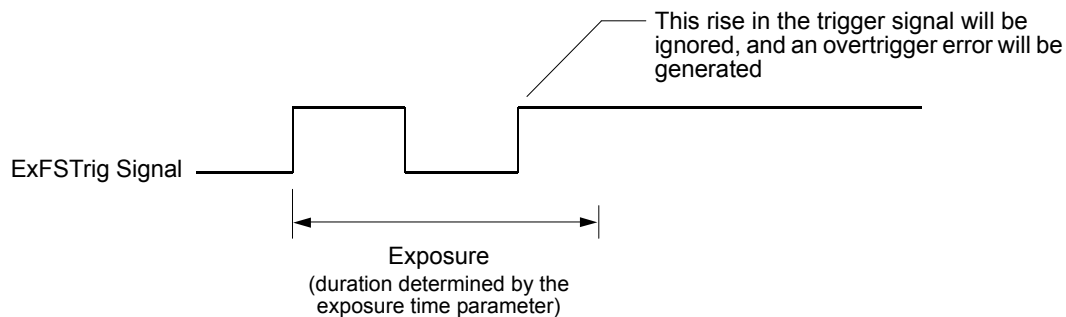 This rise in the trigger signal will be
ignored, and an overtrigger error will be
generated
ExFSTrig Signal
Exposure
(duration determined by the
exposure time parameter)